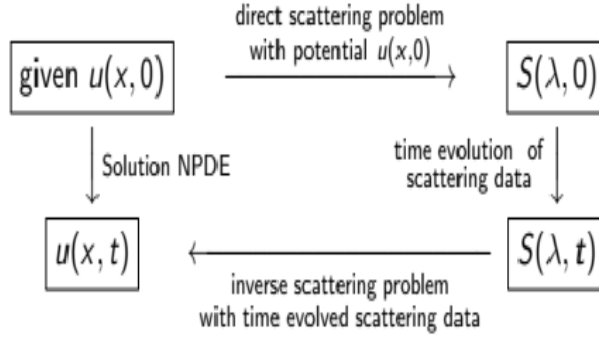 direct scattering problem
with potential u(x,0)
given u(x, 0)
S(λ, 0)
Solution NPDE
time evolution of
scattering data
u(x, t)
S(λ, t)
inverse scattering problem
with time evolved scattering data